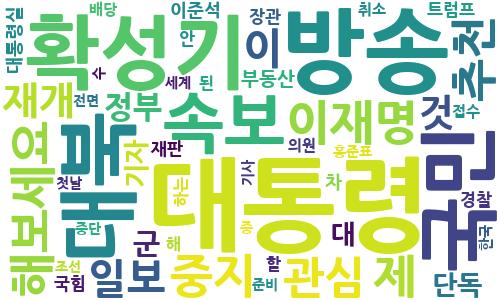 대통령실
배당
이준석
장관
취소
트럼프
확성기
안
이
방송
추천
수
세계
된
부동산
재개
전면
정부
속보
이재명
것
접수
국민
해보세요
대북
기자
재판
의원
홍준표
경찰
첫날
하는
대통령
기사
차
한국
중단
군
해
대
증
조선
국힘
일보
중지
준비
할
관심
제
단독